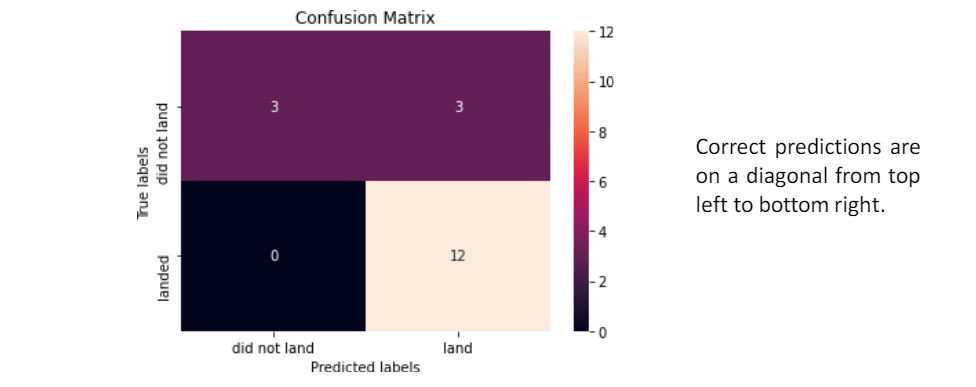 Confusion Matrix
12
10
8
6
4
2
0
True labels
did not land
landed
3
3
0
12
did not land
land
Predicted labels
Correct predictions are
on a diagonal from top
left to bottom right.